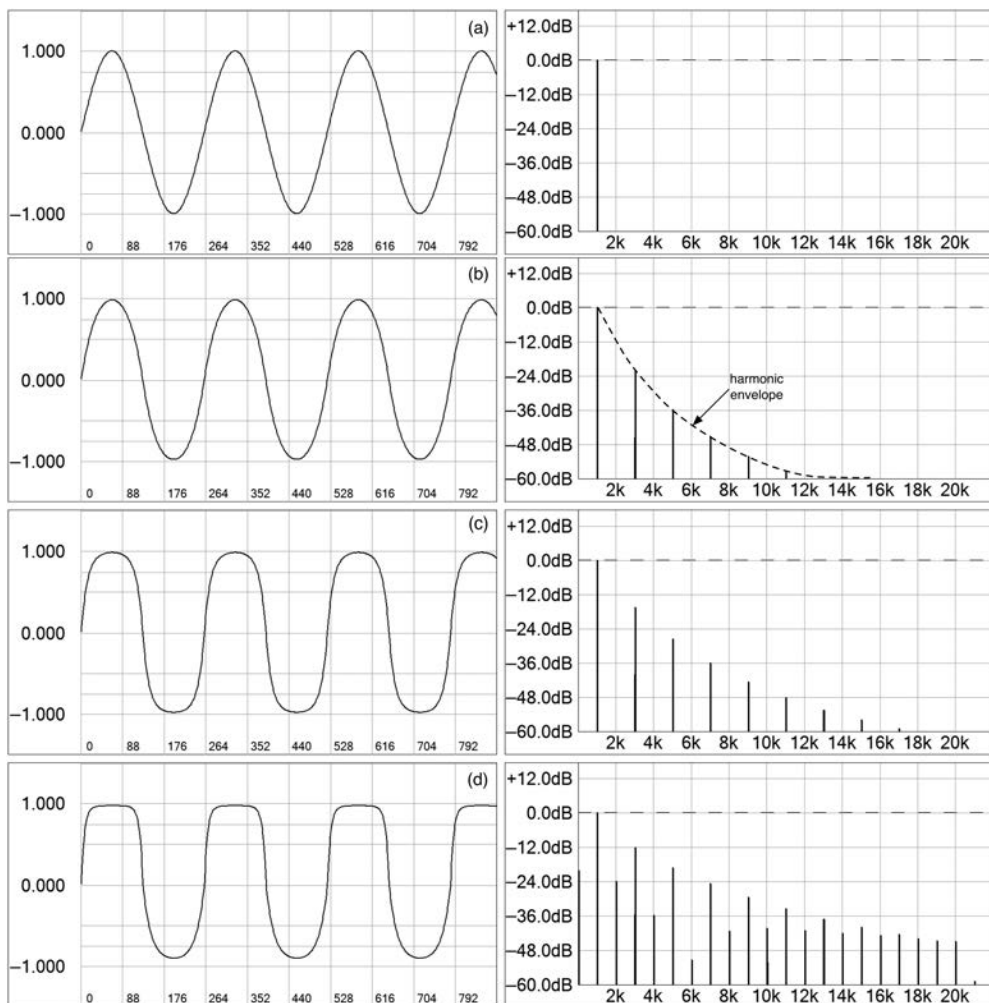 (a)
1.000
0.000
−1.000
0 88 176 264 352 440 528 616 704 792
+12.0dB
0.0dB
−12.0dB
−24.0dB
−36.0dB
−48.0dB
−60.0dB
2k 4k 6k 8k 10k 12k 14k 16k 18k 20k
(b)
1.000
0.000
−1.000
0 88 176 264 352 440 528 616 704 792
+12.0dB
0.0dB
−12.0dB
−24.0dB
−36.0dB
−48.0dB
−60.0dB
harmonic
envelope
2k 4k 6k 8k 10k 12k 14k 16k 18k 20k
(c)
1.000
0.000
−1.000
0 88 176 264 352 440 528 616 704 792
+12.0dB
0.0dB
−12.0dB
−24.0dB
−36.0dB
−48.0dB
−60.0dB
2k 4k 6k 8k 10k 12k 14k 16k 18k 20k
(d)
1.000
0.000
−1.000
0 88 176 264 352 440 528 616 704 792
+12.0dB
0.0dB
−12.0dB
−24.0dB
−36.0dB
−48.0dB
−60.0dB
2k 4k 6k 8k 10k 12k 14k 16k 18k 20k